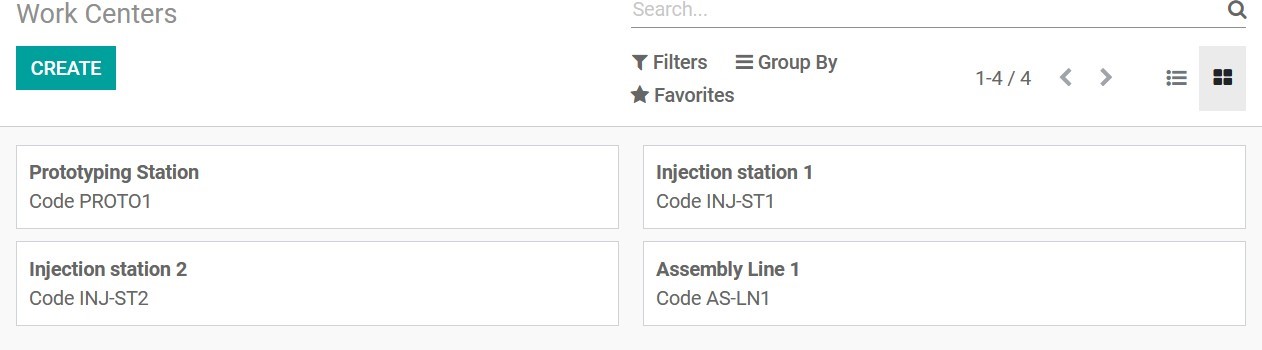 Work Centers
Search...
CREATE
Filters Group By
Favorites
1-4 / 4
Prototyping Station
Code PROTO1
Injection station 1
Code INJ-ST1
Injection station 2
Code INJ-ST2
Assembly Line 1
Code AS-LN1